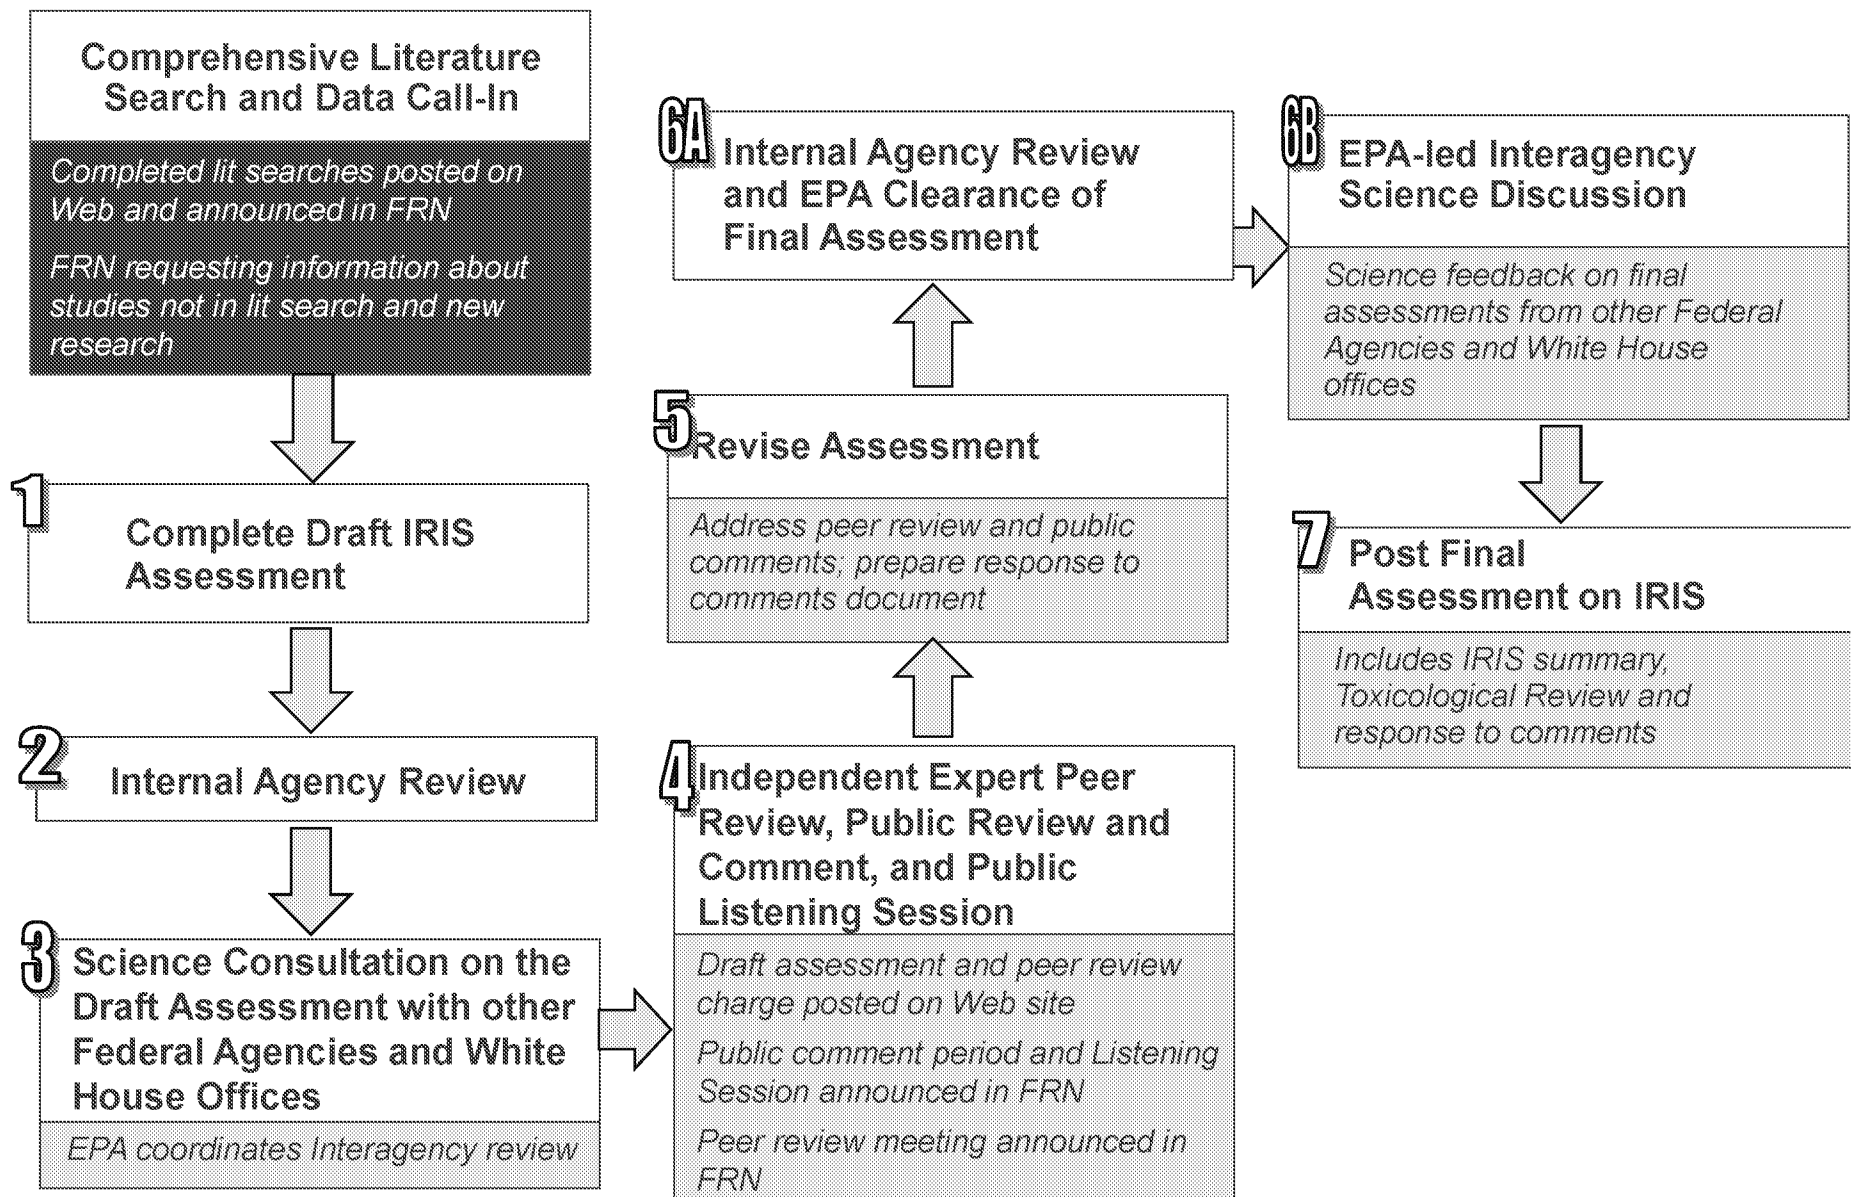 Comprehensive Literature
Search and Data Call-In
Completed lit searches posted on
Web and announced in FRN
FRN requesting information about
studies not in lit search and new
research
1
Complete Draft IRIS
Assessment
2
Internal Agency Review
3
Science Consultation on the
Draft Assessment with other
Federal Agencies and White
House Offices
EPA coordinates Interagency review
4
Independent Expert Peer
Review, Public Review and
Comment, and Public
Listening Session
Draft assessment and peer review
charge posted on Web site
Public comment period and Listening
Session announced in FRN
Peer review meeting announced in
FRN
5
Revise Assessment
Address peer review and public
comments; prepare response to
comments document
6A
Internal Agency Review
and EPA Clearance of
Final Assessment
6B
EPA-led Interagency
Science Discussion
Science feedback on final
assessments from other Federal
Agencies and White House
offices
7
Post Final
Assessment on IRIS
Includes IRIS summary,
Toxicological Review and
response to comments